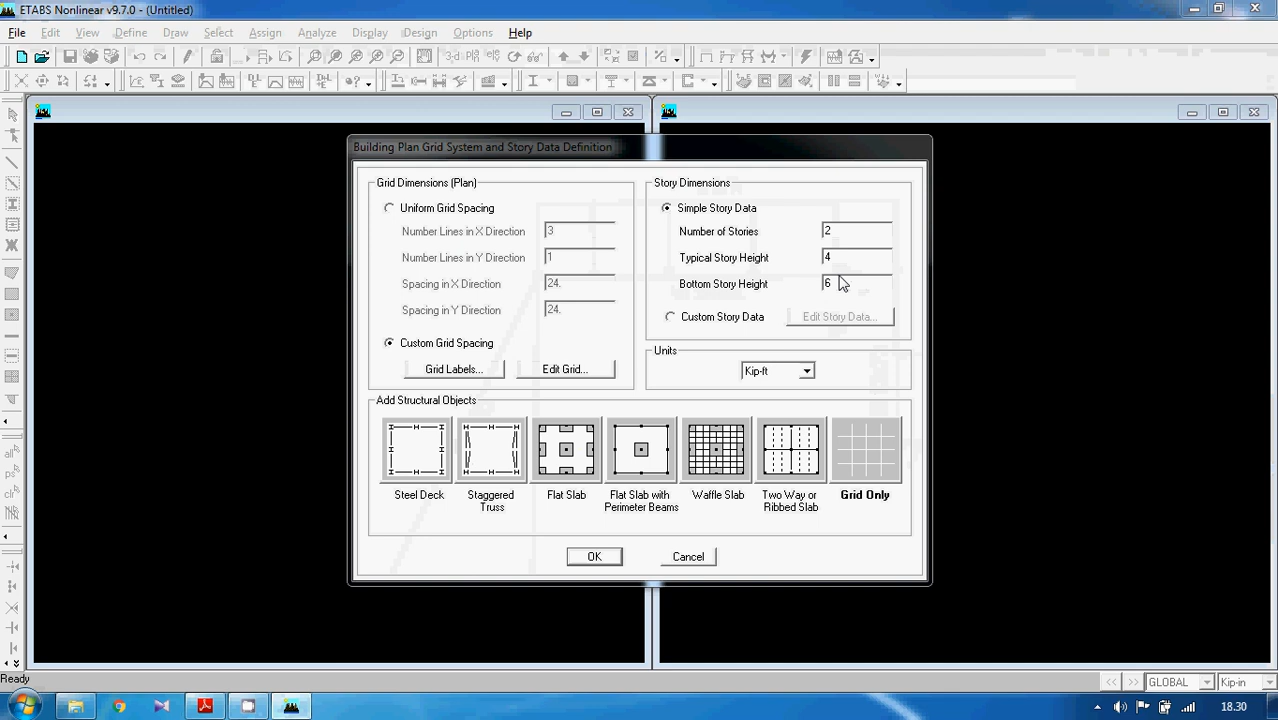 ETABS Nonlinear v9.7.0 - (Untitled)
File Edit View Define Draw Select Assign Analyze Display Design Options Help
Building Plan Grid System and Story Data Definition
Grid Dimensions (Plan)
Uniform Grid Spacing
Number Lines in X Direction 3
Number Lines in Y Direction 1
Spacing in X Direction 24.
Spacing in Y Direction 24.
Custom Grid Spacing
Grid Labels... Edit Grid...
Story Dimensions
Simple Story Data
Number of Stories 2
Typical Story Height 4
Bottom Story Height 6
Custom Story Data Edit Story Data...
Units
Kip-ft
Add Structural Objects
Steel Deck
Staggered
Truss
Flat Slab
Flat Slab with
Perimeter Beams
Waffle Slab
Two Way or
Ribbed Slab
Grid Only
OK Cancel
all
ps
clr
Ready GLOBAL Kip-in
18.30